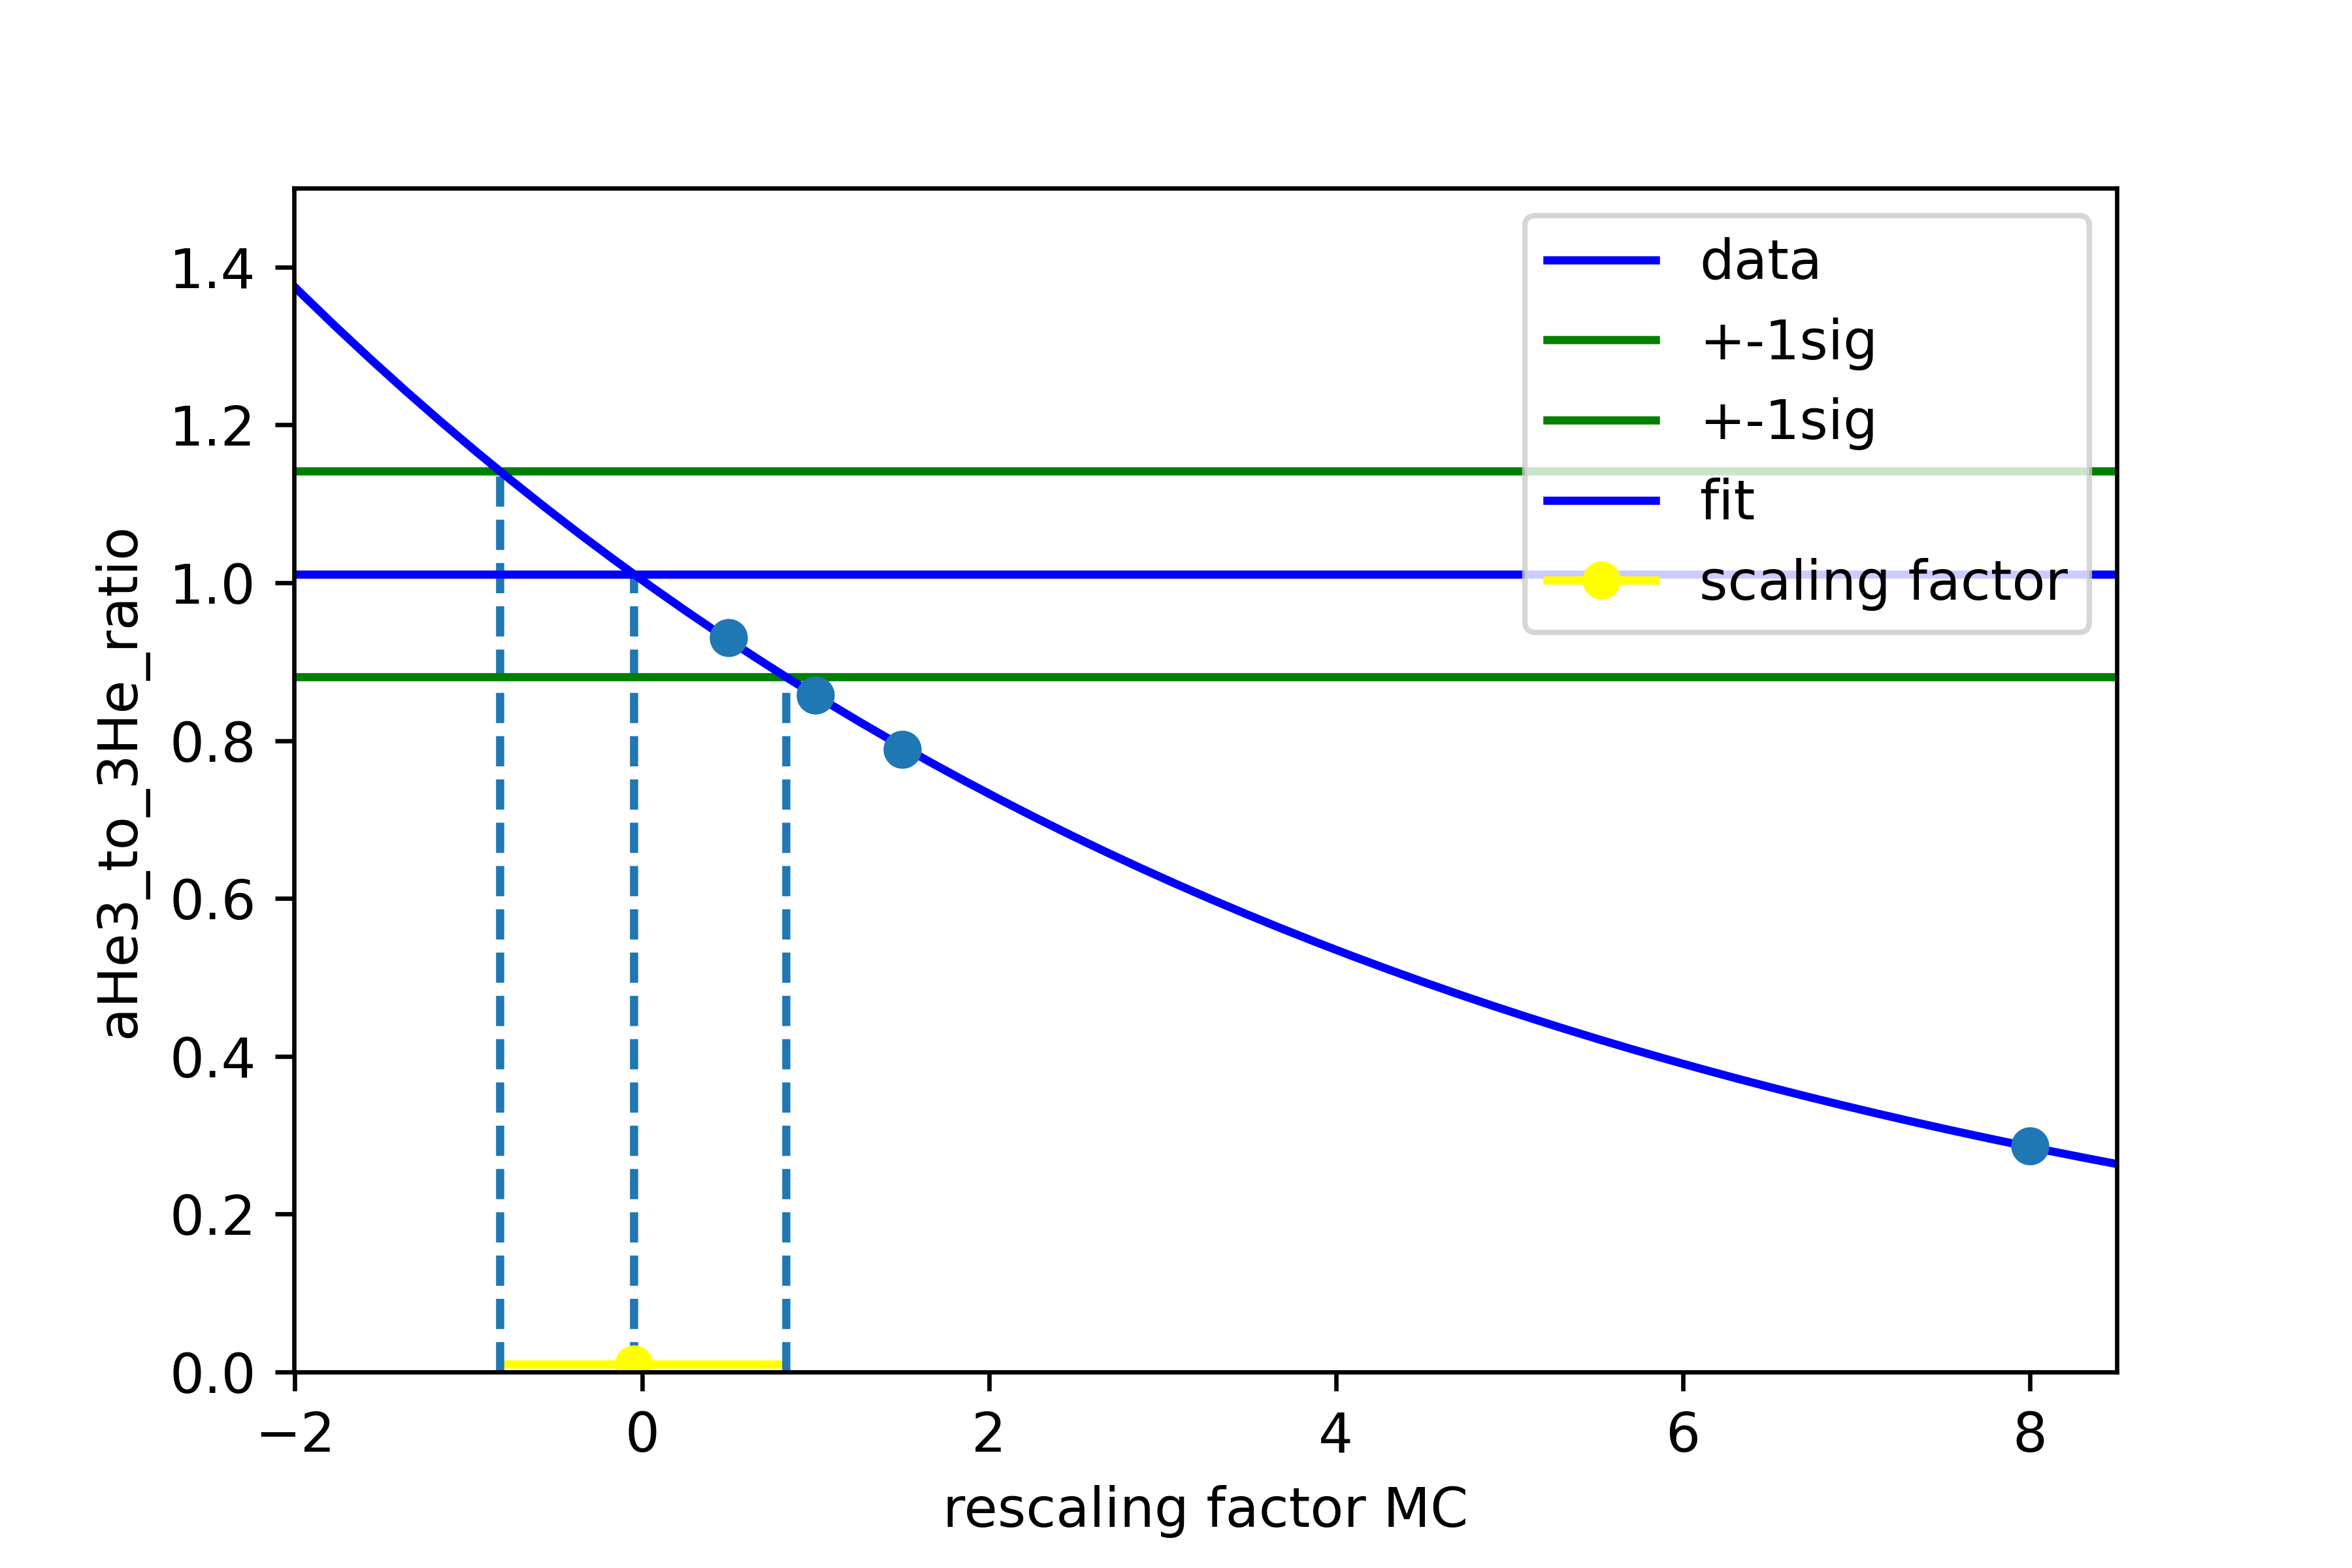 1.4
1.2
1.0
0.8
0.6
0.4
0.2
0.0
aHe3_to_3He_ratio
data
+-1sig
+-1sig
fit
scaling factor
−2
0
2
4
6
8
rescaling factor MC